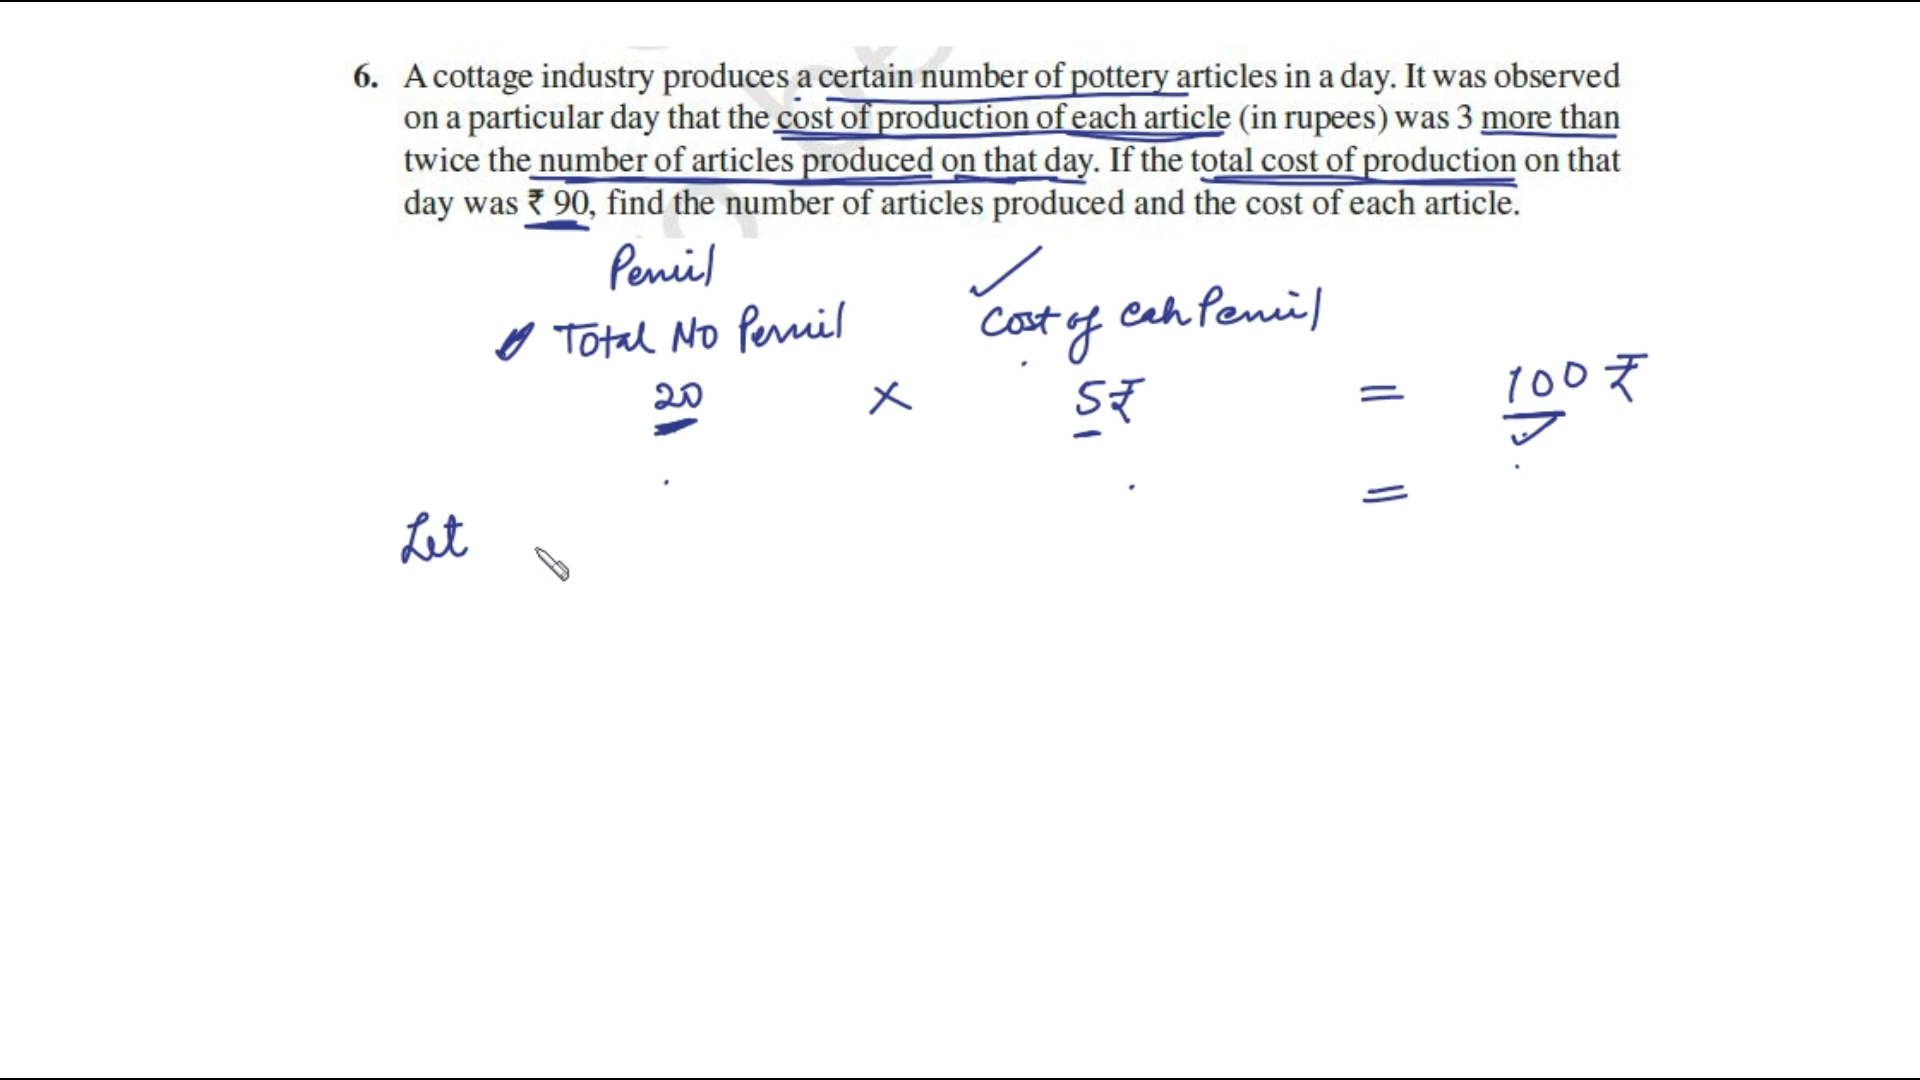 6. A cottage industry produces a certain number of pottery articles in a day. It was observed
on a particular day that the cost of production of each article (in rupees) was 3 more than
twice the number of articles produced on that day. If the total cost of production on that
day was ₹ 90, find the number of articles produced and the cost of each article.
Pencil
Total No Pencil Cost of each Pencil
20 × 5₹ = 100 ₹
=
Let